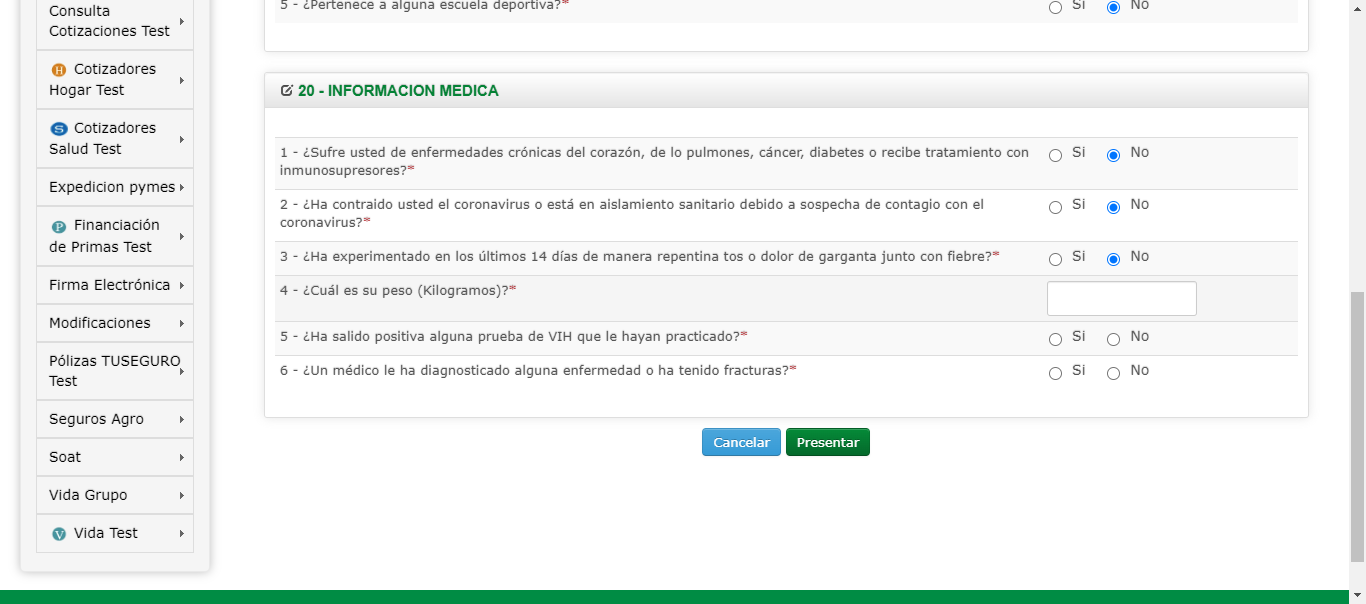 Consulta
Cotizaciones Test
H Cotizadores
Hogar Test
S Cotizadores
Salud Test
Expedicion pymes
P Financiación
de Primas Test
Firma Electrónica
Modificaciones
Pólizas TUSEGURO
Test
Seguros Agro
Soat
Vida Grupo
V Vida Test
5 - ¿Pertenece a alguna escuela deportiva?* Si No
20 - INFORMACION MEDICA
1 - ¿Sufre usted de enfermedades crónicas del corazón, de lo pulmones, cáncer, diabetes o recibe tratamiento con Si No
inmunosupresores?*
2 - ¿Ha contraido usted el coronavirus o está en aislamiento sanitario debido a sospecha de contagio con el Si No
coronavirus?*
3 - ¿Ha experimentado en los últimos 14 días de manera repentina tos o dolor de garganta junto con fiebre?* Si No
4 - ¿Cuál es su peso (Kilogramos)?*
5 - ¿Ha salido positiva alguna prueba de VIH que le hayan practicado?* Si No
6 - ¿Un médico le ha diagnosticado alguna enfermedad o ha tenido fracturas?* Si No
Cancelar Presentar